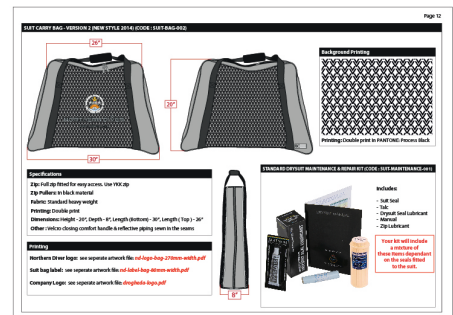 Page 12
SUIT CARRY BAG - VERSION 2 (NEW STYLE 2014) (CODE : SUIT-BAG-002)
26"
20"
30"
Background Printing
Printing: Double print in PANTONE: Process Black
Specifications
Zip: Full zip fitted for easy access. Use YKK zip
Zip Pullers: In black material
Fabric: Standard heavy weight
Printing: Double print
Dimensions: Height - 20", Depth - 8", Length (Bottom) - 30", Length ( Top ) - 26"
Other : Velcro closing comfort handle & reflective piping sewn in the seams
Printing
Northern Diver logo: see seperate artwork file: nd-logo-270mm-width.pdf
Suit bag label: see seperate artwork file: nd-label-bag-86mm-width.pdf
Company Logo: see seperate artwork file: drogheda-logo.pdf
8"
STANDARD DRYSUIT MAINTENANCE & REPAIR KIT (CODE : SUIT-MAINTENANCE-001)
Includes:
- Suit Seal
- Talc
- Drysuit Seal Lubricant
- Manual
- Zip Lubricant
Your kit will include
a mixture of
these items dependant
on the seals fitted
to the suit.